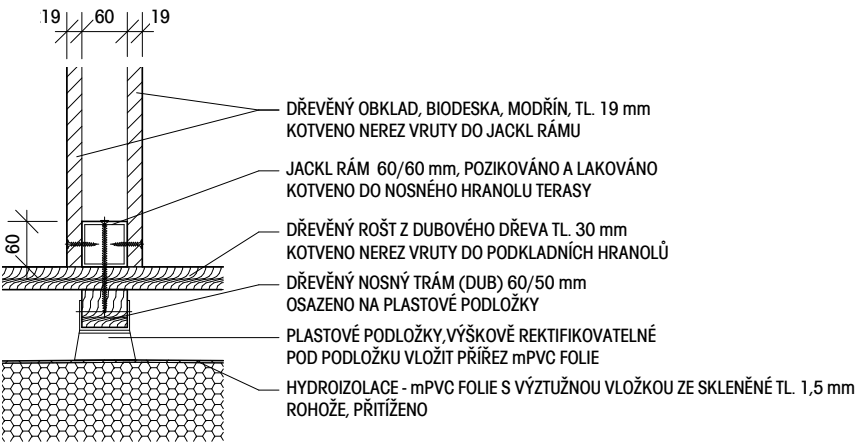 19 60 19
DŘEVĚNÝ OBKLAD, BIODESKA, MODŘÍN, TL. 19 mm
KOTVENO NEREZ VRUTY DO JACKL RÁMU
JACKL RÁM 60/60 mm, POZIKOVÁNO A LAKOVÁNO
KOTVENO DO NOSNÉHO HRANOLU TERASY
60
DŘEVĚNÝ ROŠT Z DUBOVÉHO DŘEVA TL. 30 mm
KOTVENO NEREZ VRUTY DO PODKLADNÍCH HRANOLŮ
DŘEVĚNÝ NOSNÝ TRÁM (DUB) 60/50 mm
OSAZENO NA PLASTOVÉ PODLOŽKY
PLASTOVÉ PODLOŽKY,VÝŠKOVĚ REKTIFIKOVATELNÉ
POD PODLOŽKU VLOŽIT PŘÍŘEZ mPVC FOLIE
HYDROIZOLACE - mPVC FOLIE S VÝZTUŽNOU VLOŽKOU ZE SKLENĚNÉ TL. 1,5 mm
ROHOŽE, PŘITÍŽENO